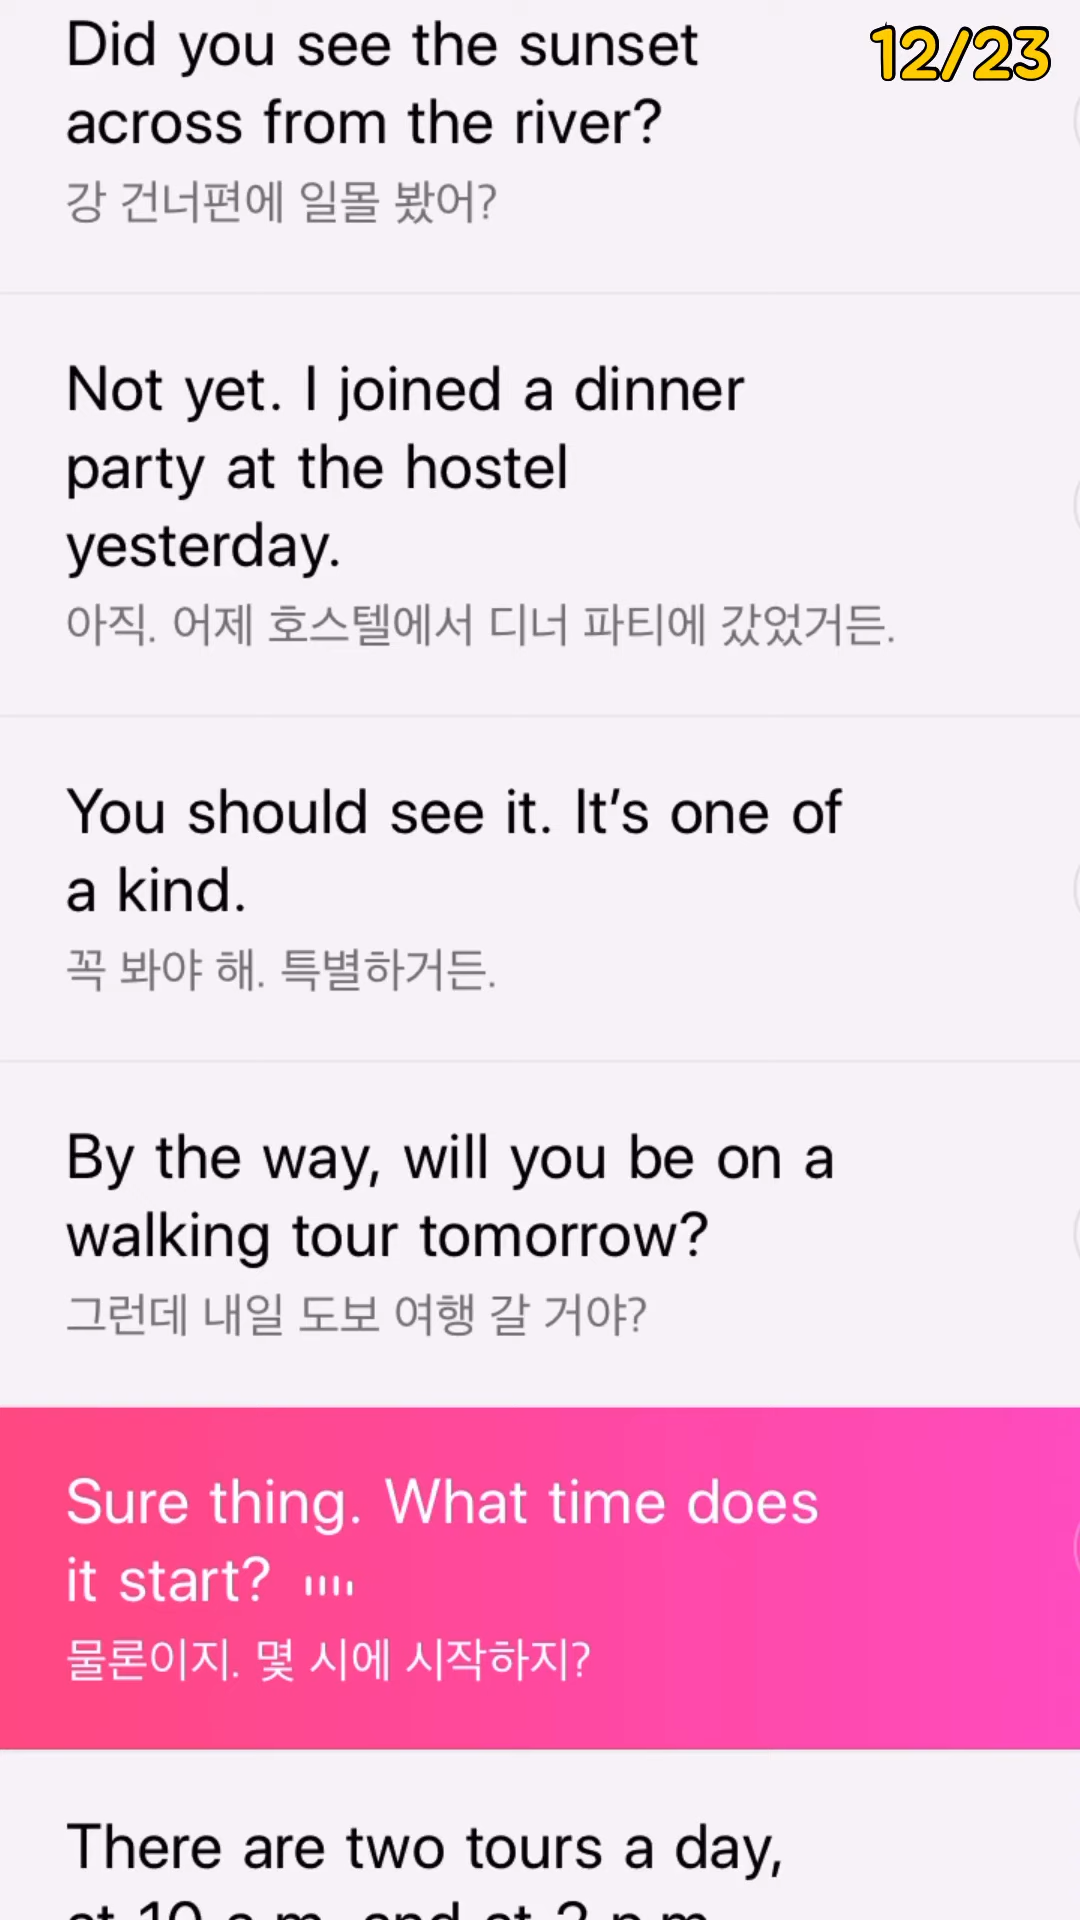 12/23
Did you see the sunset
across from the river?
강 건너편에 일몰 봤어?
Not yet. I joined a dinner
party at the hostel
yesterday.
아직. 어제 호스텔에서 디너 파티에 갔었거든.
You should see it. It’s one of
a kind.
꼭 봐야 해. 특별하거든.
By the way, will you be on a
walking tour tomorrow?
그런데 내일 도보 여행 갈 거야?
Sure thing. What time does
it start?
물론이지. 몇 시에 시작하지?
There are two tours a day,
at 10 a.m. and at 2 p.m.